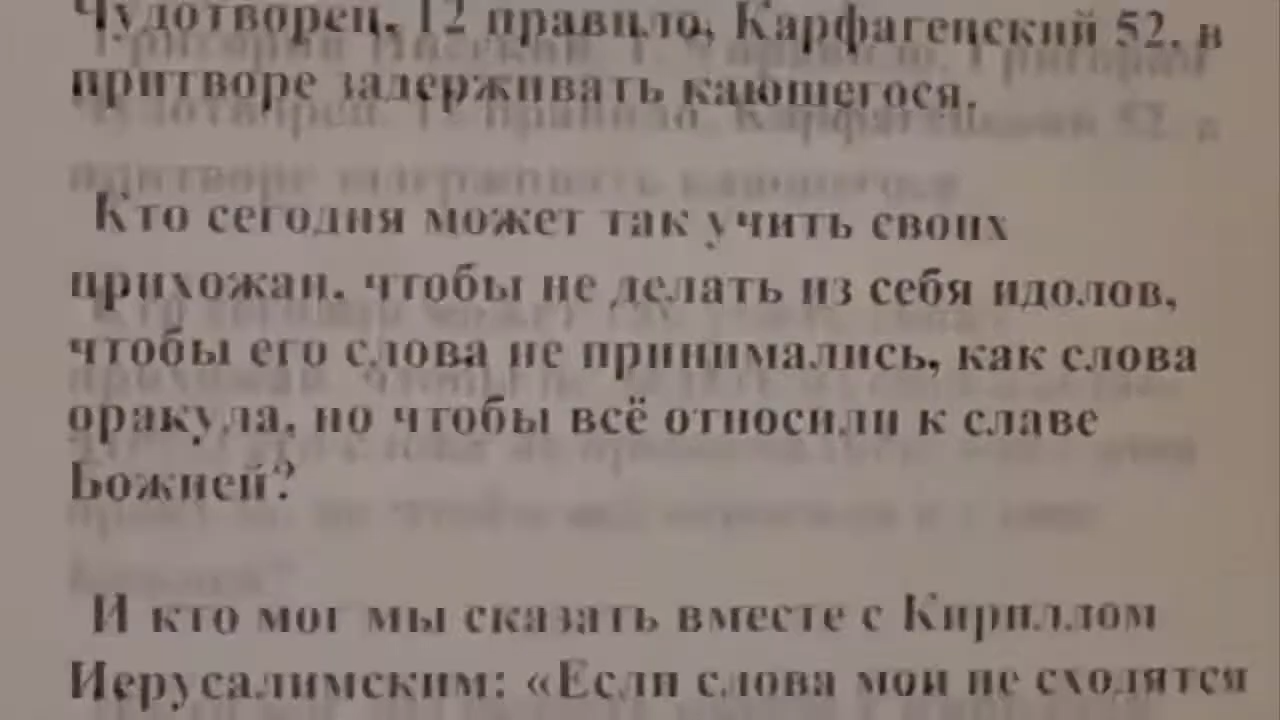 Чудотворец, 12 правило, Карфагенский 52, в
притворе задерживать кающегося.
Кто сегодня может так учить своих
прихожан, чтобы не делать из себя идолов,
чтобы его слова не принимались, как слова
оракула, но чтобы всё относили к славе
Божией?
И кто мог мы сказать вместе с Кириллом
Иерусалимским: «Если слова мои не сходятся